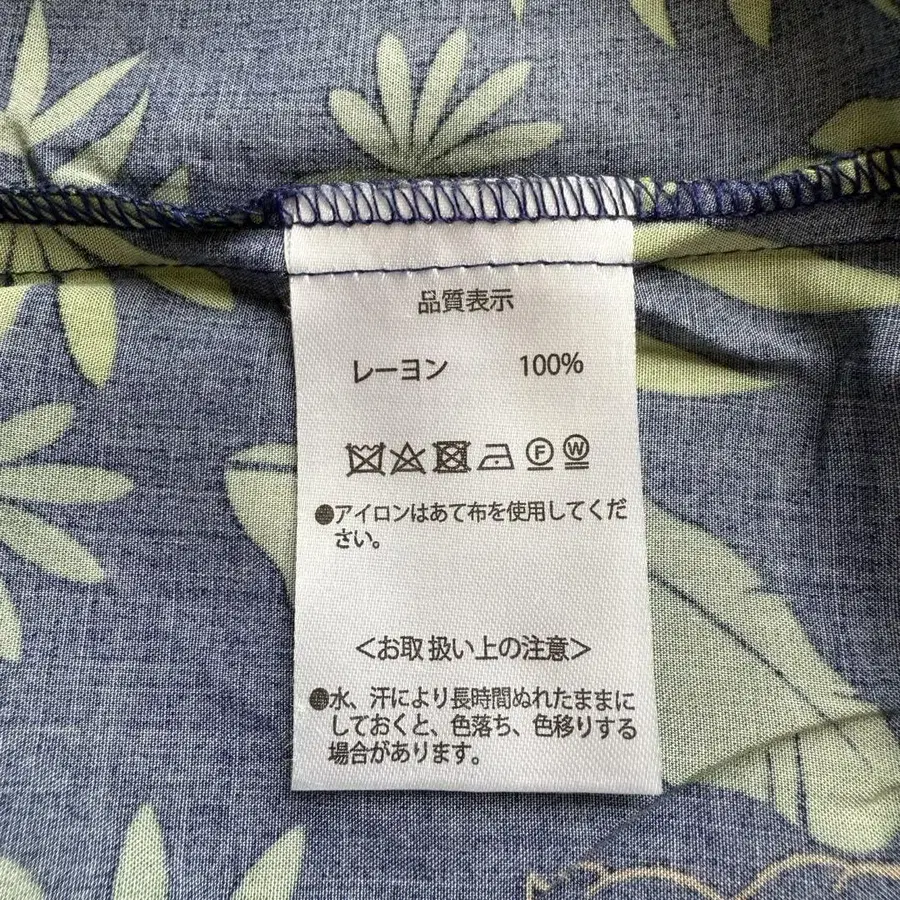 品質表示
レーヨン 100%
F W
●アイロンはあて布を使用してくだ
さい。
＜お取扱い上の注意＞
●水、汗により長時間ぬれたままに
しておくと、色落ち、色移りする
場合があります。